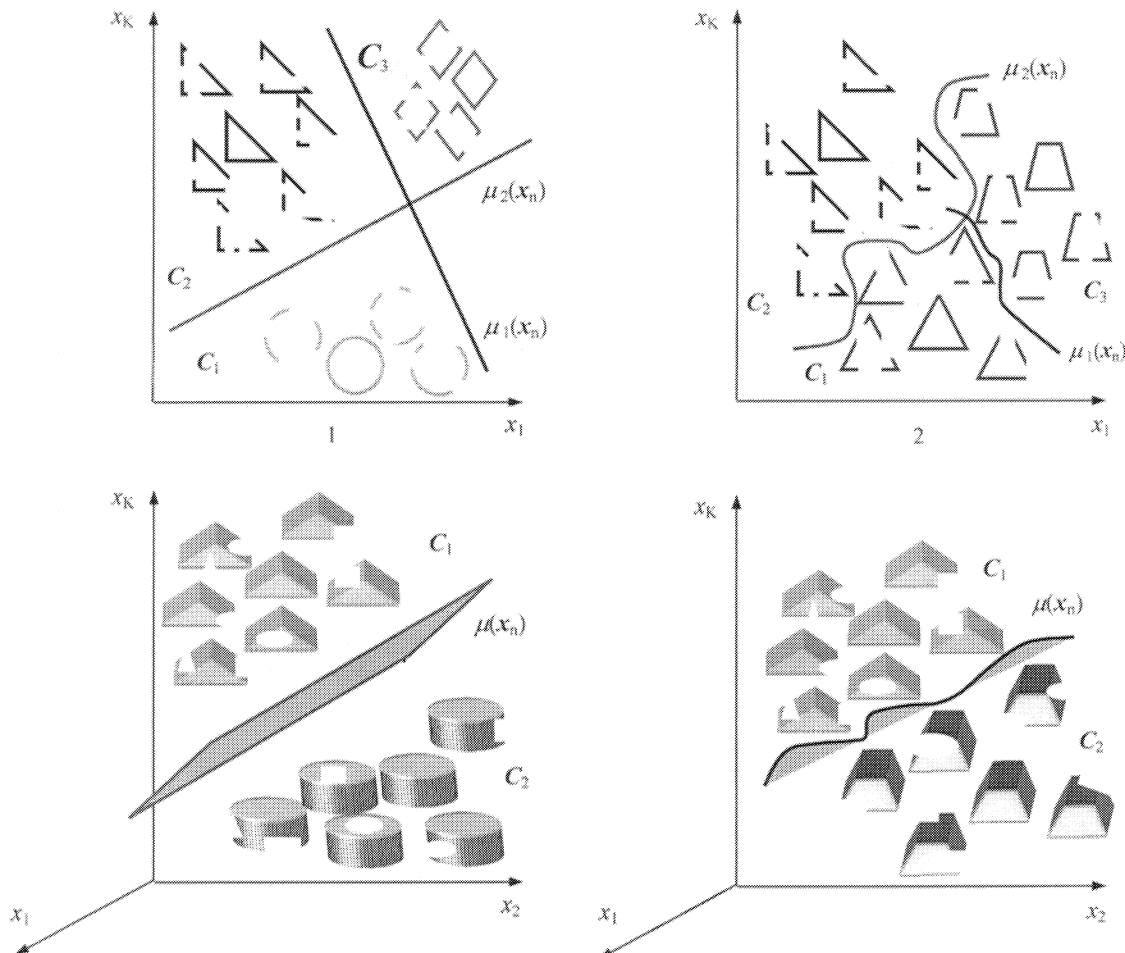 x_K
C_3
μ_2(x_n)
C_2
μ_1(x_n)
C_1
x_1
1
x_K
μ_2(x_n)
C_2
C_3
μ_1(x_n)
C_1
x_1
2
x_K
C_1
μ(x_n)
C_2
x_1
x_2
x_K
C_1
μ(x_n)
C_2
x_1
x_2